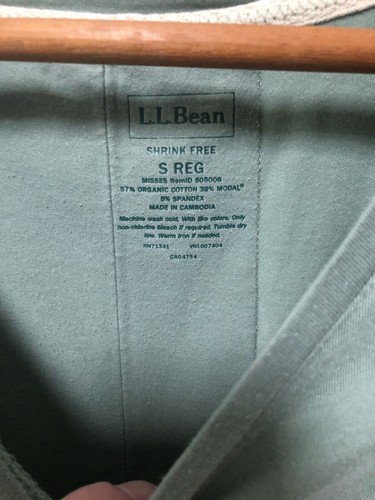 L.L.Bean
SHRINK FREE
S REG
MISSES ItemID 505006
57% ORGANIC COTTON 38% MODAL®
5% SPANDEX
MADE IN CAMBODIA
Machine wash cold. With like colors. Only
non-chlorine bleach if required. Tumble dry
low. Warm iron if needed.
RN71341 VN1007404
CA04754